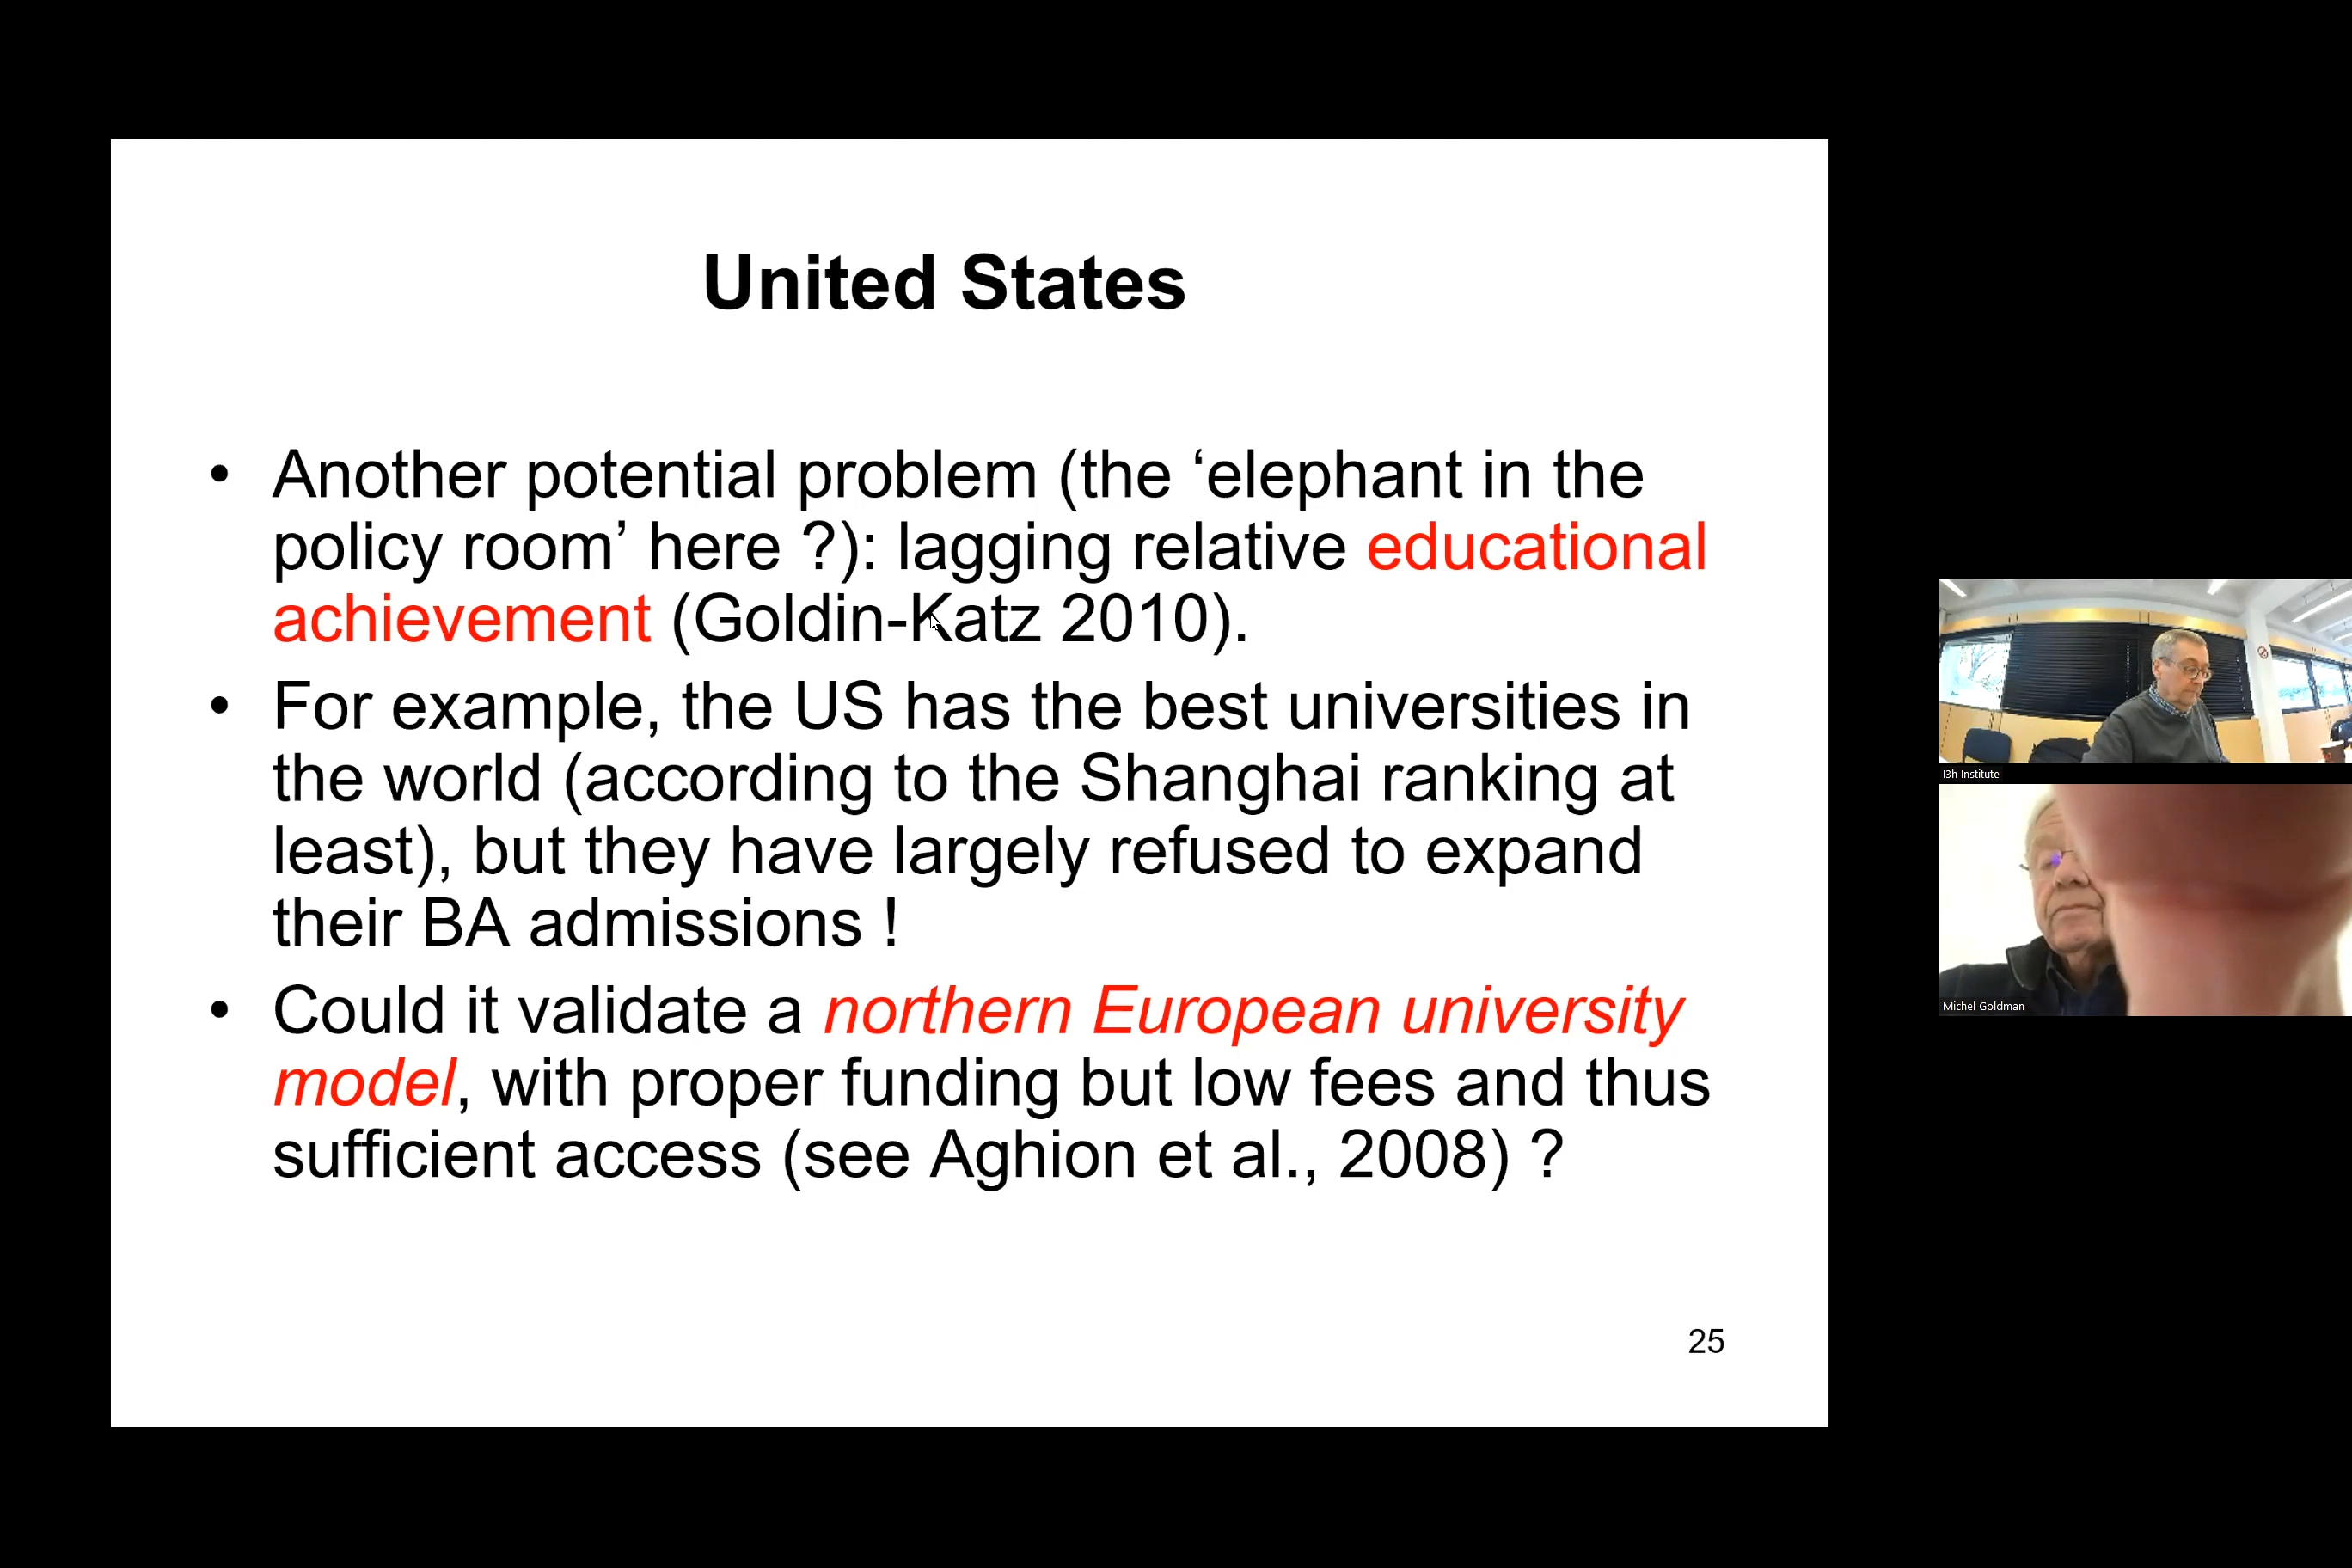 United States
• Another potential problem (the ‘elephant in the
policy room’ here ?): lagging relative educational
achievement (Goldin-Katz 2010).
• For example, the US has the best universities in
the world (according to the Shanghai ranking at
least), but they have largely refused to expand
their BA admissions !
• Could it validate a northern European university
model, with proper funding but low fees and thus
sufficient access (see Aghion et al., 2008) ?
25
I3h Institute
Michel Goldman